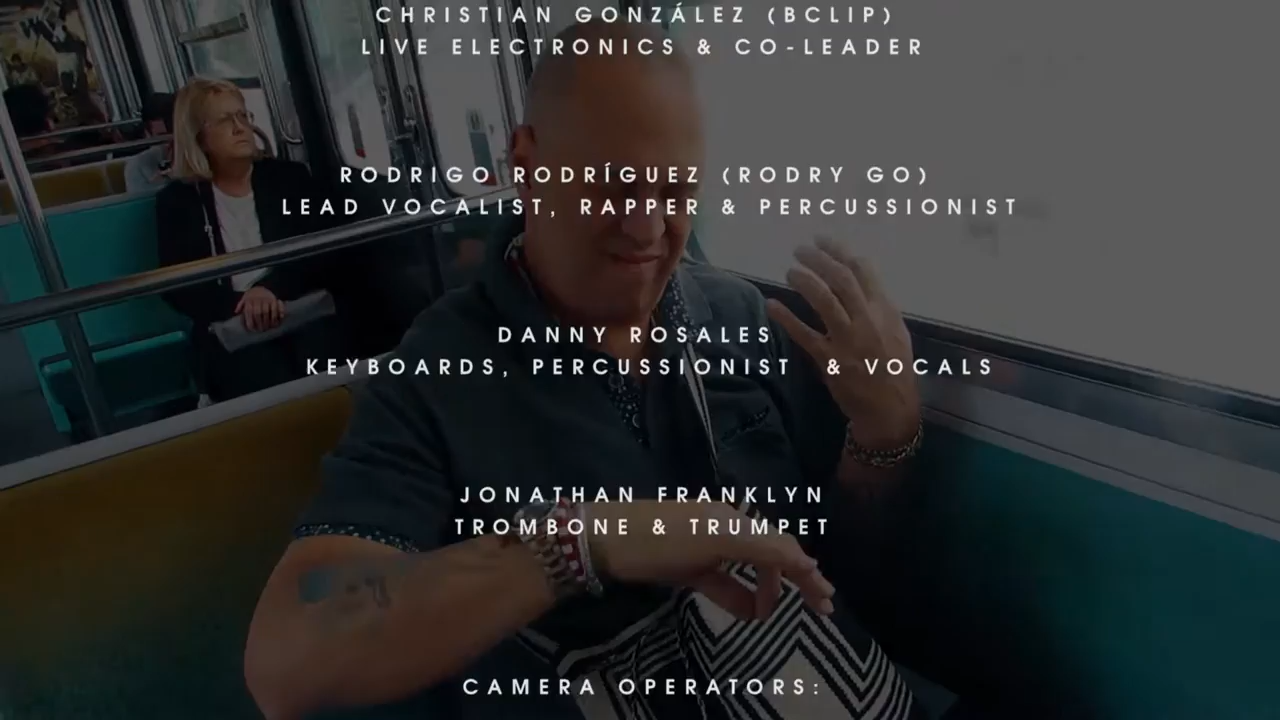 CHRISTIAN GONZÁLEZ (BCLIP)
LIVE ELECTRONICS & CO-LEADER
RODRIGO RODRÍGUEZ (RODRY GO)
LEAD VOCALIST, RAPPER & PERCUSSIONIST
DANNY ROSALES
KEYBOARDS, PERCUSSIONIST & VOCALS
JONATHAN FRANKLYN
TROMBONE & TRUMPET
CAMERA OPERATORS: